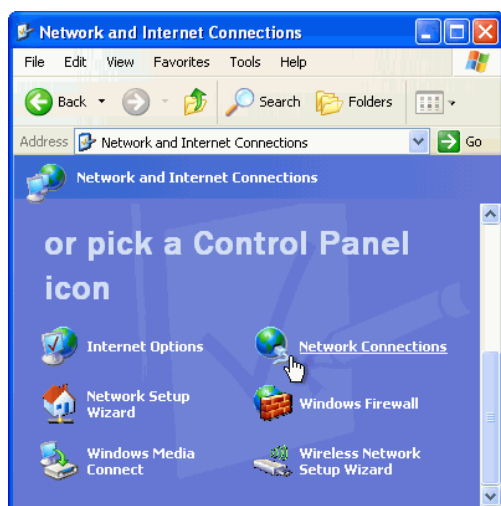 Network and Internet Connections
File Edit View Favorites Tools Help
Back Search Folders
Address Network and Internet Connections Go
Network and Internet Connections
or pick a Control Panel
icon
Internet Options Network Connections
Network Setup
Wizard
Windows Firewall
Windows Media
Connect
Wireless Network
Setup Wizard